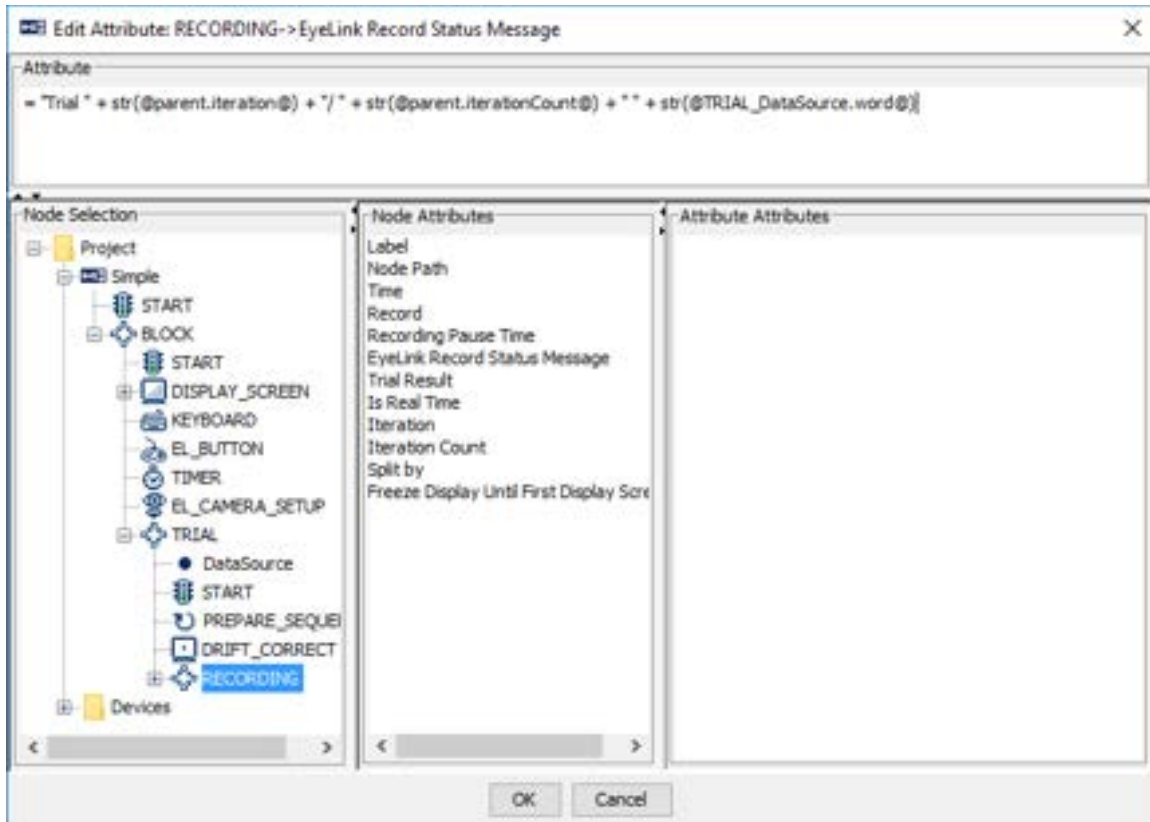 Edit Attribute: RECORDING->EyeLink Record Status Message
Attribute
= "Trial " + str(@parent.iteration@) + "/ " + str(@parent.iterationCount@) + " " + str(@TRIAL_DataSource.word@)
Node Selection
Project
Simple
START
BLOCK
START
DISPLAY_SCREEN
KEYBOARD
EL_BUTTON
TIMER
EL_CAMERA_SETUP
TRIAL
DataSource
START
PREPARE_SEQUE
DRIFT_CORRECT
RECORDING
Devices
Node Attributes
Label
Node Path
Time
Record
Recording Pause Time
EyeLink Record Status Message
Trial Result
Is Real Time
Iteration
Iteration Count
Split by
Freeze Display Until First Display Scre
Attribute Attributes
OK
Cancel